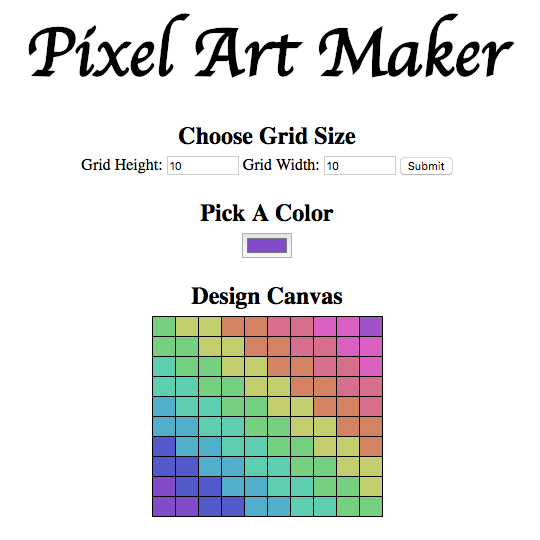 Pixel Art Maker
Choose Grid Size
Grid Height: 10 Grid Width: 10 Submit
Pick A Color
Design Canvas